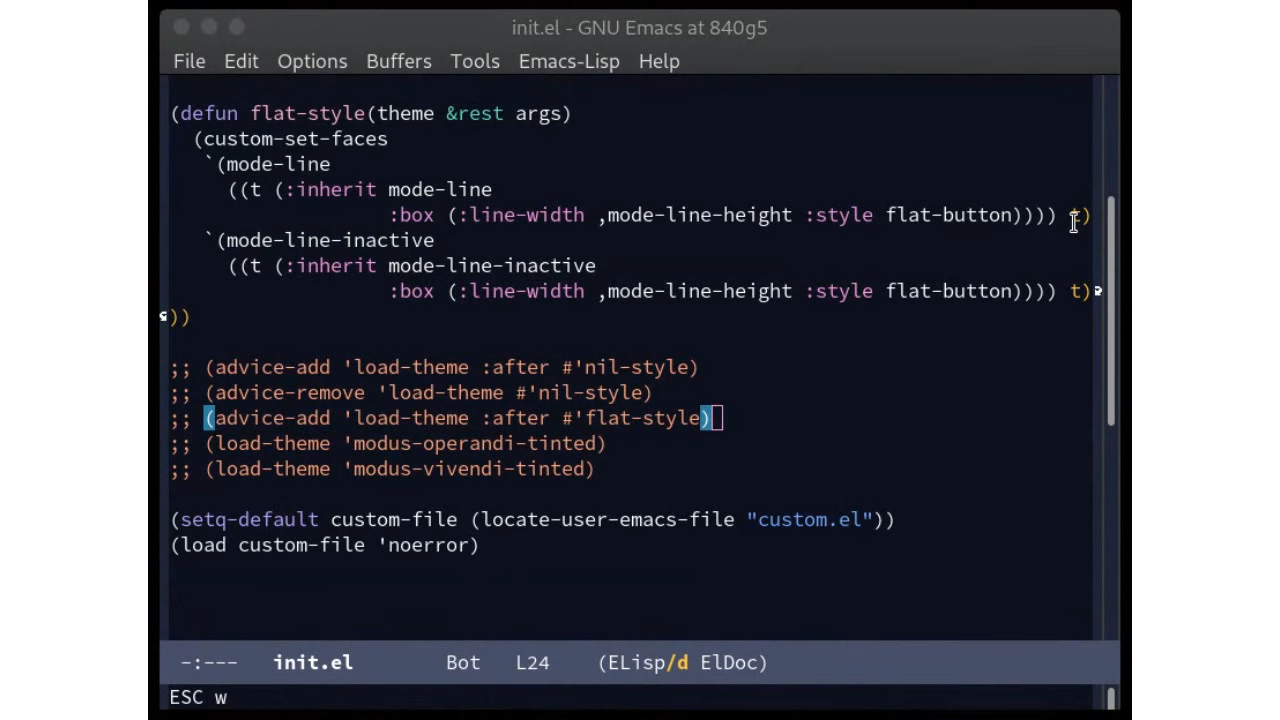 init.el - GNU Emacs at 840g5
File Edit Options Buffers Tools Emacs-Lisp Help
(defun flat-style(theme &rest args)
  (custom-set-faces
   `(mode-line
     ((t (:inherit mode-line
                   :box (:line-width ,mode-line-height :style flat-button)))) t)
   `(mode-line-inactive
     ((t (:inherit mode-line-inactive
                   :box (:line-width ,mode-line-height :style flat-button)))) t)
))
;; (advice-add 'load-theme :after #'nil-style)
;; (advice-remove 'load-theme #'nil-style)
;; (advice-add 'load-theme :after #'flat-style)
;; (load-theme 'modus-operandi-tinted)
;; (load-theme 'modus-vivendi-tinted)
(setq-default custom-file (locate-user-emacs-file "custom.el"))
(load custom-file 'noerror)
-:--- init.el Bot L24 (ELisp/d ElDoc)
ESC w